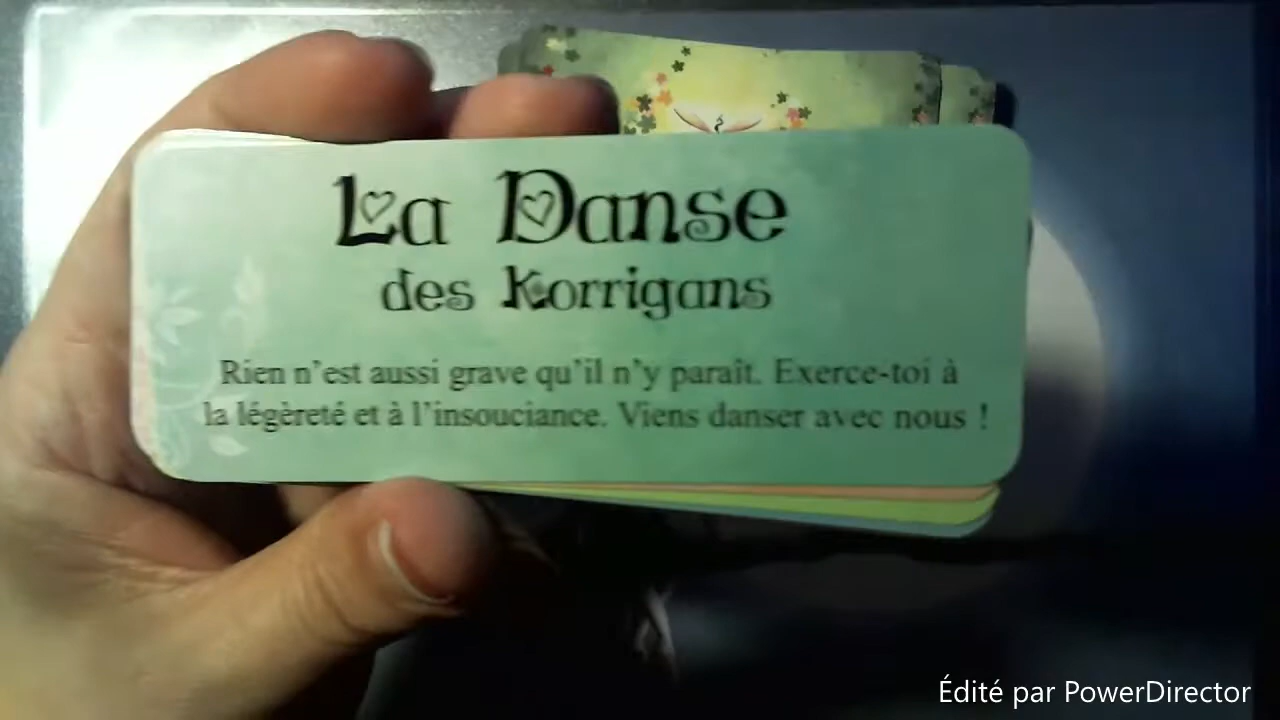 La Danse
des Korrigans
Rien n'est aussi grave qu'il n'y paraît. Exerce-toi à
la légèreté et à l'insouciance. Viens danser avec nous !
Édité par PowerDirector